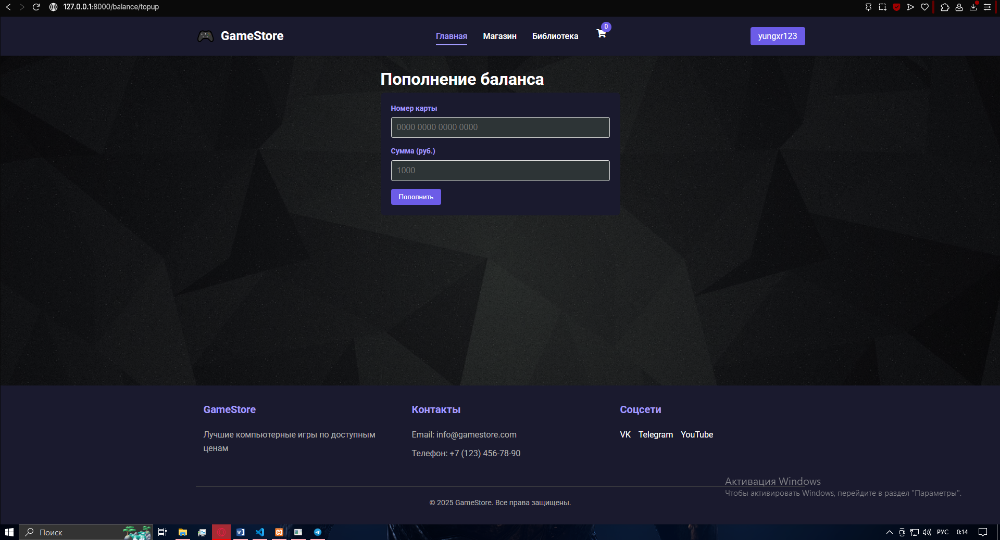 127.0.0.1:8000/balance/topup
GameStore
Главная
Магазин
Библиотека
0
yungxr123
Пополнение баланса
Номер карты
0000 0000 0000 0000
Сумма (руб.)
1000
Пополнить
GameStore
Лучшие компьютерные игры по доступным
ценам
Контакты
Email: info@gamestore.com
Телефон: +7 (123) 456-78-90
Соцсети
VK Telegram YouTube
Активация Windows
Чтобы активировать Windows, перейдите в раздел "Параметры".
© 2025 GameStore. Все права защищены.
Поиск
РУС
0:14